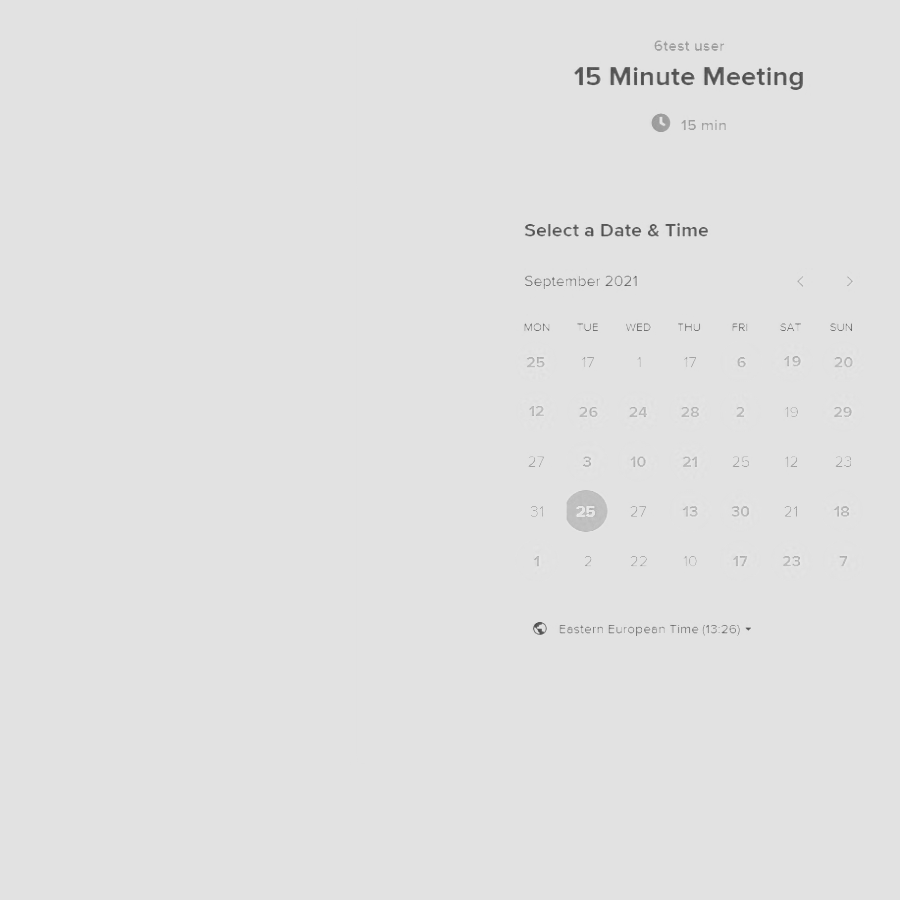 6test user
15 Minute Meeting
15 min
Select a Date & Time
September 2021
MON TUE WED THU FRI SAT SUN
25 17 1 17 6 19 20
12 26 24 28 2 19 29
27 3 10 21 25 12 23
31 25 27 13 30 21 18
1 2 22 10 17 23 7
Eastern European Time (13:26)